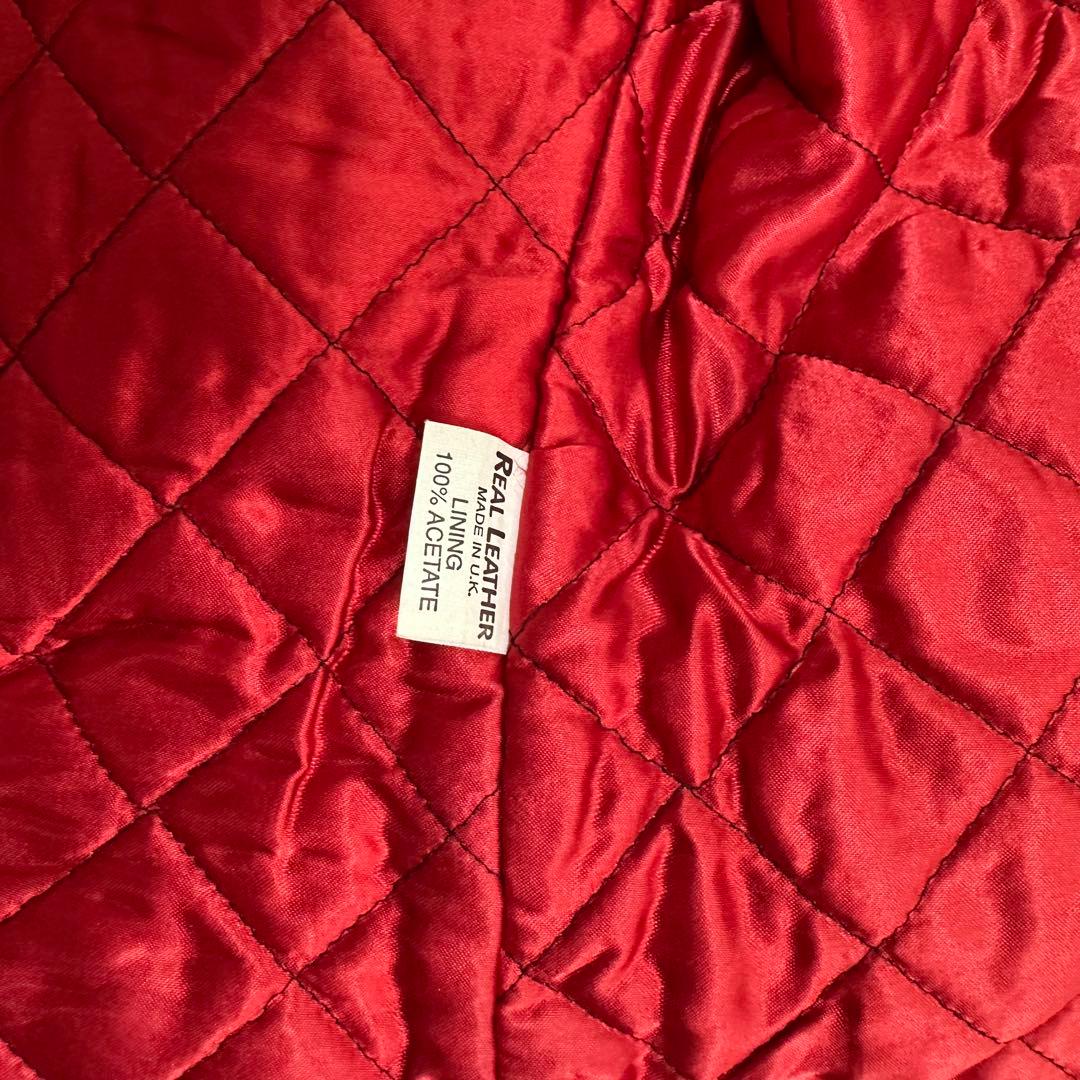 REAL LEATHER
MADE IN U.K.
LINING
100% ACETATE